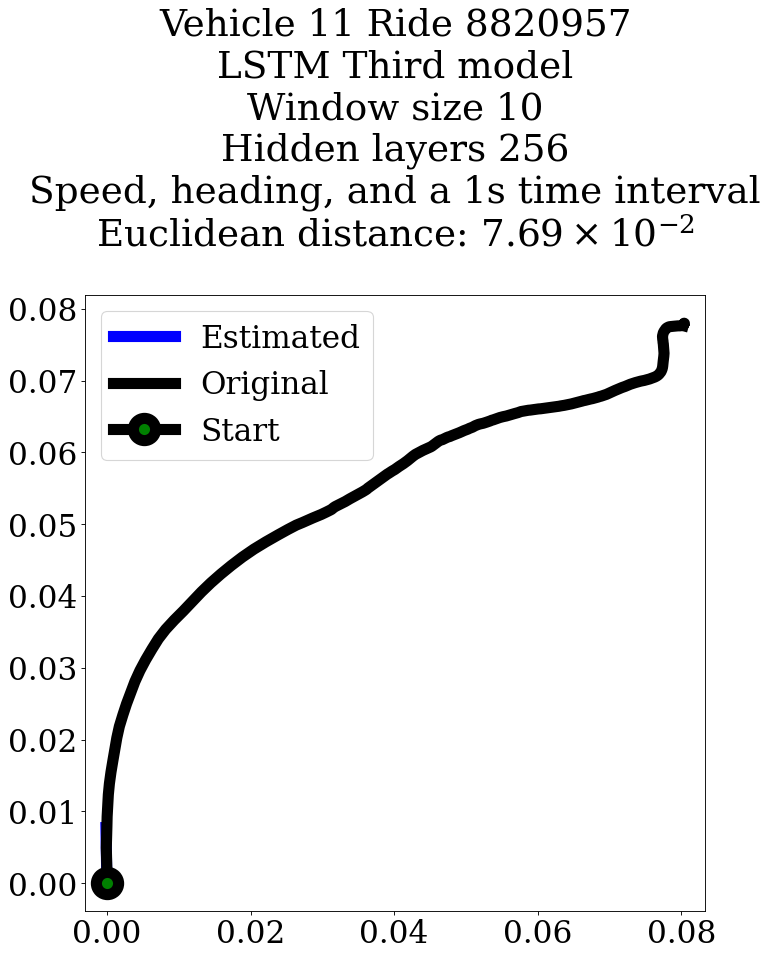 Vehicle 11 Ride 8820957
LSTM Third model
Window size 10
Hidden layers 256
Speed, heading, and a 1s time interval
Euclidean distance: 7.69 × 10⁻²
Estimated
Original
Start
0.08
0.07
0.06
0.05
0.04
0.03
0.02
0.01
0.00
0.00 0.02 0.04 0.06 0.08